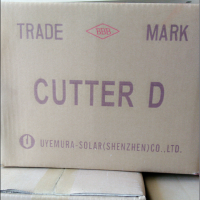 TRADE MARK
CUTTER D
UYEMURA-SOLAR(SHENZHEN)CO.,LTD.